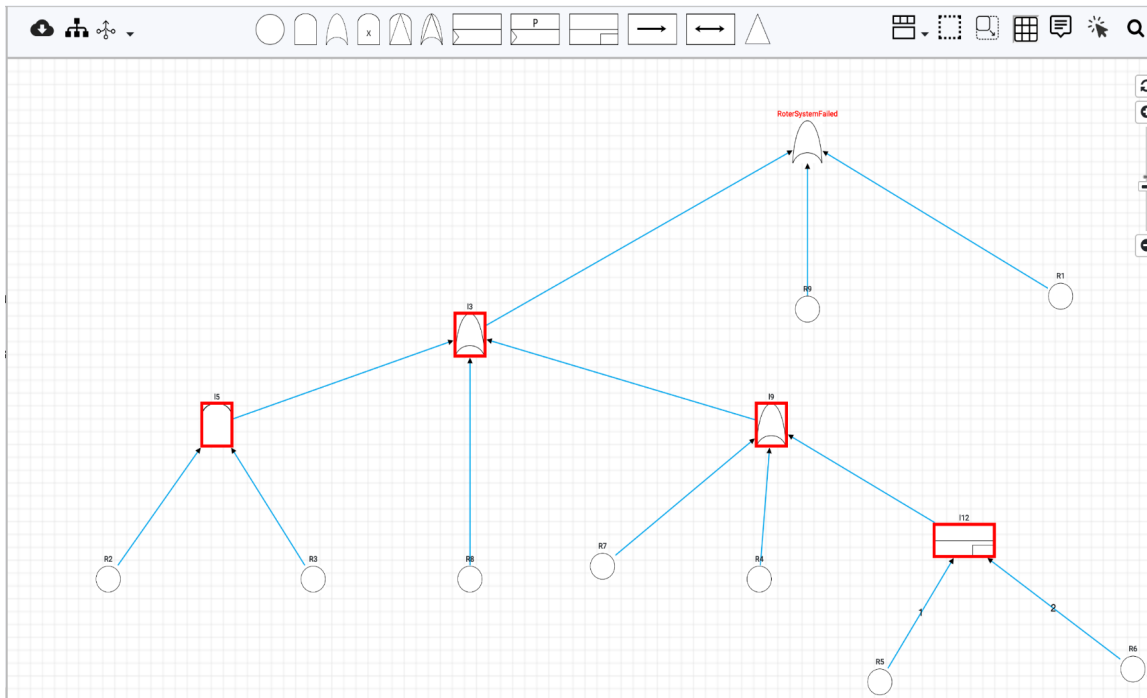 x
P
RoterSystemFailed
R9
R1
I3
I5
I9
R2
R3
R8
R7
R4
I12
1
2
R5
R6